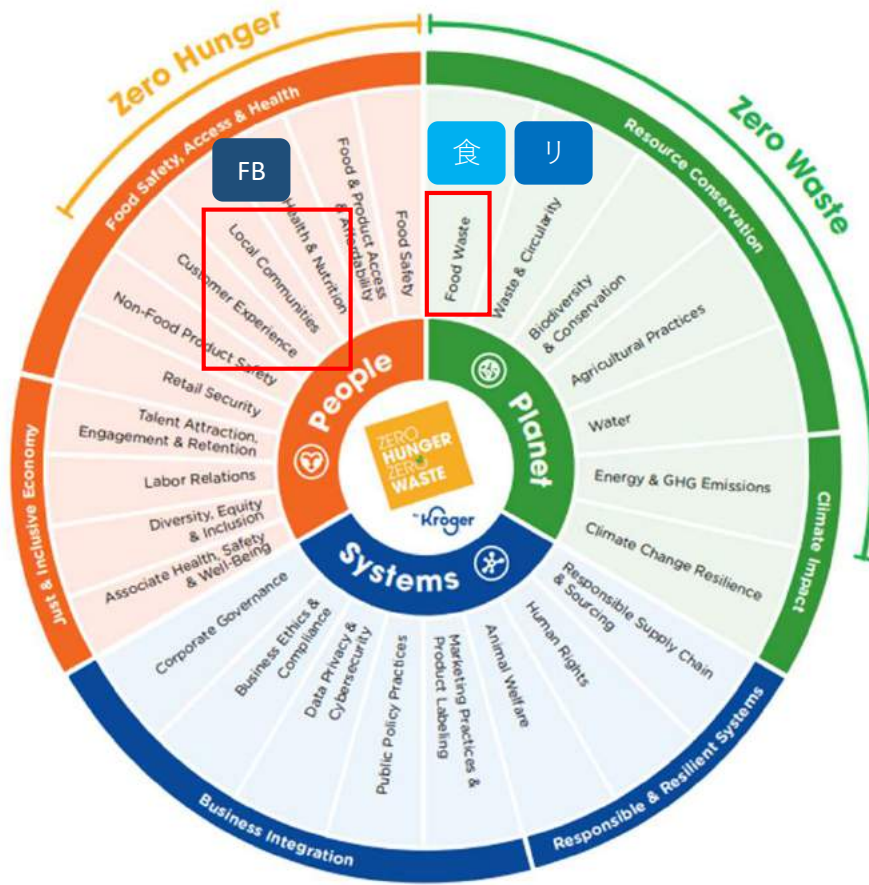 Zero Hunger
Zero Waste
Food Safety, Access & Health
Resource Conservation
FB
食
リ
Local Communities
Customer Experience
Health & Nutrition
Food & Product Access
& Affordability
Food Safety
Food Waste
Waste & Circularity
Biodiversity
& Conservation
Agricultural Practices
Water
Energy & GHG Emissions
Climate Change Resilience
Climate Impact
Non-Food Product Safety
Retail Security
Talent Attraction,
Engagement & Retention
Labor Relations
Diversity, Equity
& Inclusion
Associate Health, Safety
& Well-Being
Just & Inclusive Economy
People
Planet
Systems
ZERO
HUNGER
ZERO
WASTE
by Kroger
Corporate Governance
Business Ethics &
Compliance
Data Privacy &
Cybersecurity
Public Policy Practices
Marketing Practices &
Product Labeling
Animal Welfare
Human Rights
Responsible Supply Chain
& Sourcing
Business Integration
Responsible & Resilient Systems